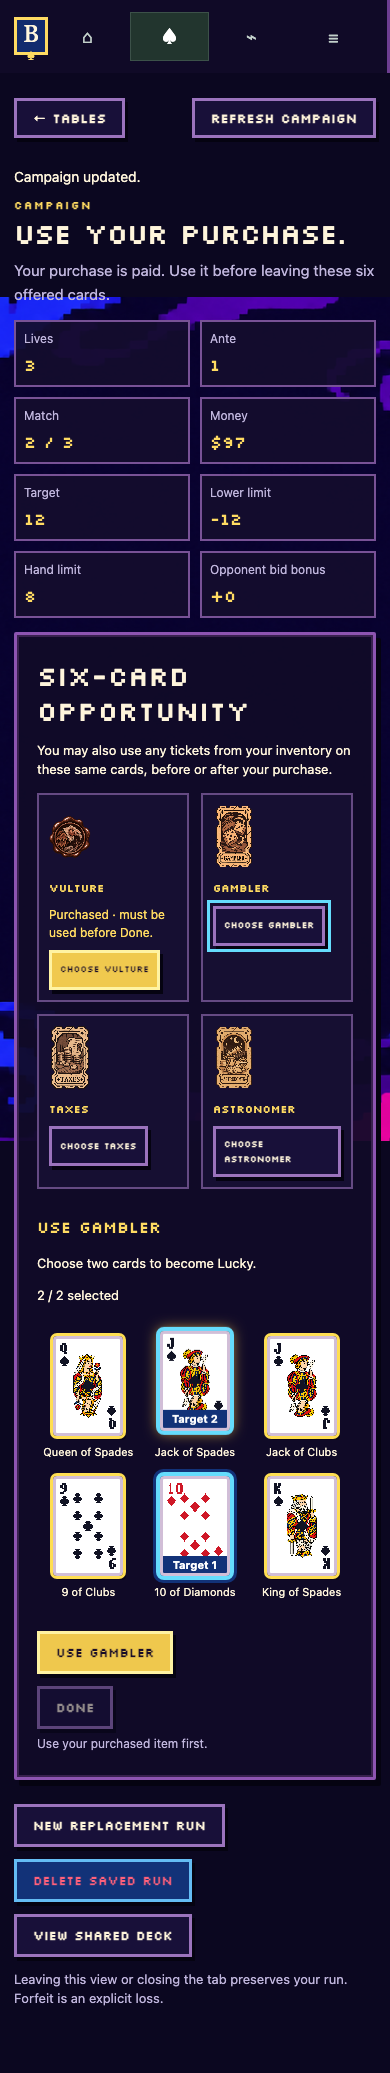 B
← TABLES
REFRESH CAMPAIGN
Campaign updated.
CAMPAIGN
USE YOUR PURCHASE.
Your purchase is paid. Use it before leaving these six
offered cards.
Lives
3
Ante
1
Match
2 / 3
Money
$97
Target
12
Lower limit
-12
Hand limit
8
Opponent bid bonus
+0
SIX-CARD
OPPORTUNITY
You may also use any tickets from your inventory on
these same cards, before or after your purchase.
VULTURE
Purchased · must be
used before Done.
CHOOSE VULTURE
GAMBLER
CHOOSE GAMBLER
TAXES
TAXES
CHOOSE TAXES
ASTRONOMER
CHOOSE
ASTRONOMER
USE GAMBLER
Choose two cards to become Lucky.
2 / 2 selected
Q
Q
Queen of Spades
J
Target 2
Jack of Spades
J
J
Jack of Clubs
9
9
9 of Clubs
10
Target 1
10 of Diamonds
K
K
King of Spades
USE GAMBLER
DONE
Use your purchased item first.
NEW REPLACEMENT RUN
DELETE SAVED RUN
VIEW SHARED DECK
Leaving this view or closing the tab preserves your run.
Forfeit is an explicit loss.